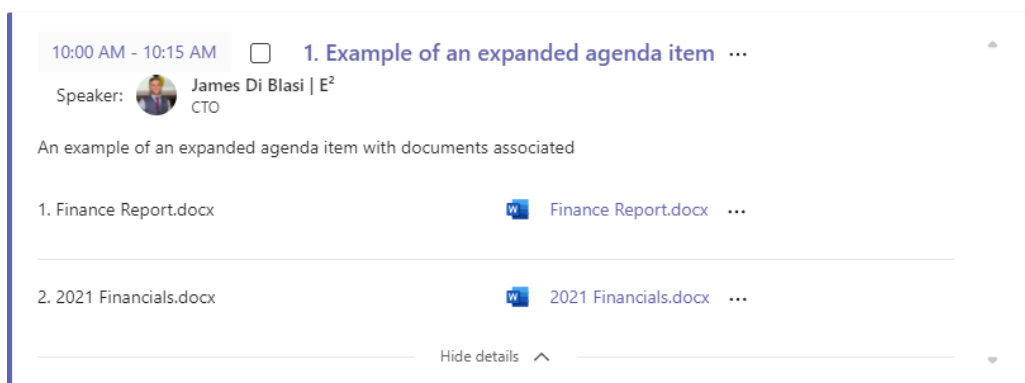 10:00 AM - 10:15 AM 1. Example of an expanded agenda item ...
Speaker: James Di Blasi | E²
CTO
An example of an expanded agenda item with documents associated
1. Finance Report.docx W Finance Report.docx ...
2. 2021 Financials.docx W 2021 Financials.docx ...
Hide details